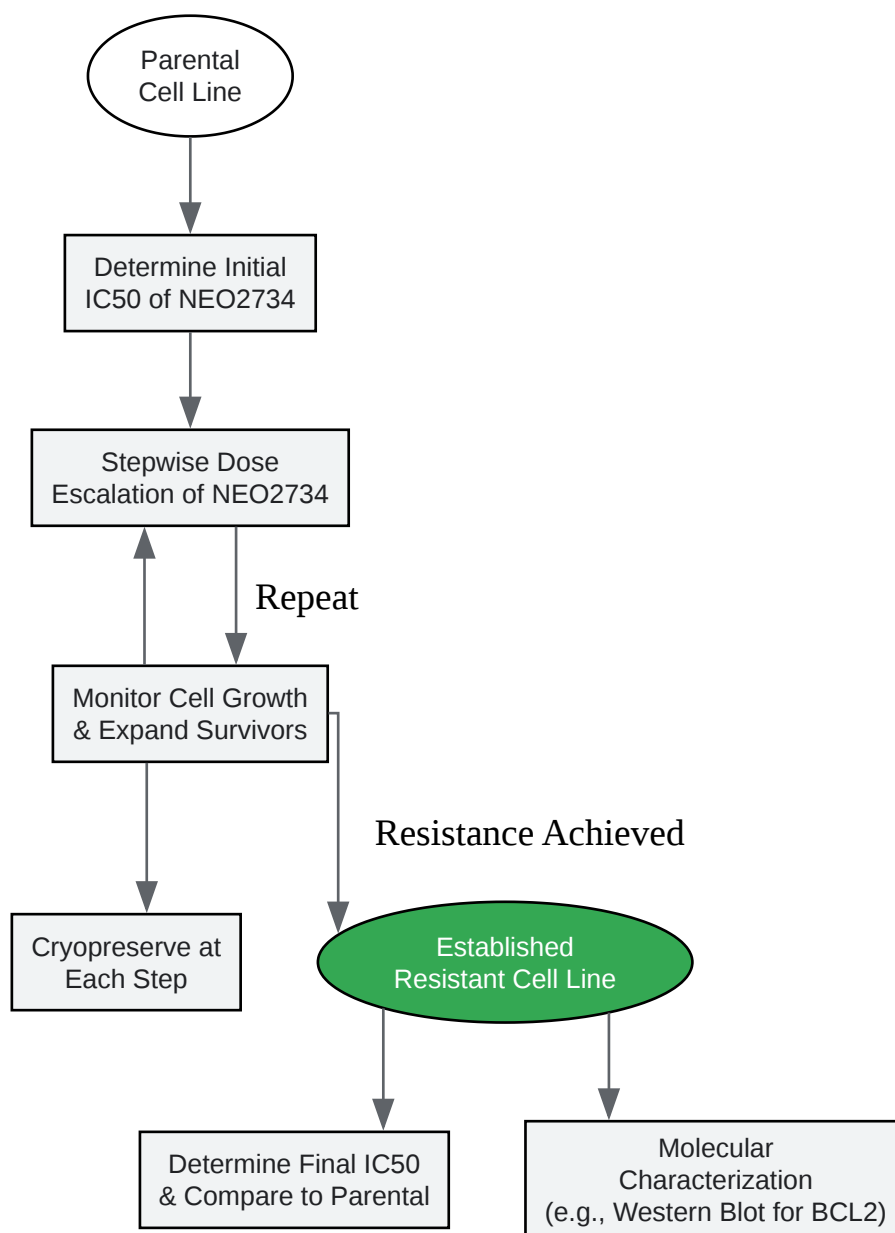 Parental
Cell Line
Determine Initial
IC50 of NEO2734
Stepwise Dose
Escalation of NEO2734
Repeat
Monitor Cell Growth
& Expand Survivors
Resistance Achieved
Cryopreserve at
Each Step
Established
Resistant Cell Line
Determine Final IC50
& Compare to Parental
Molecular
Characterization
(e.g., Western Blot for BCL2)